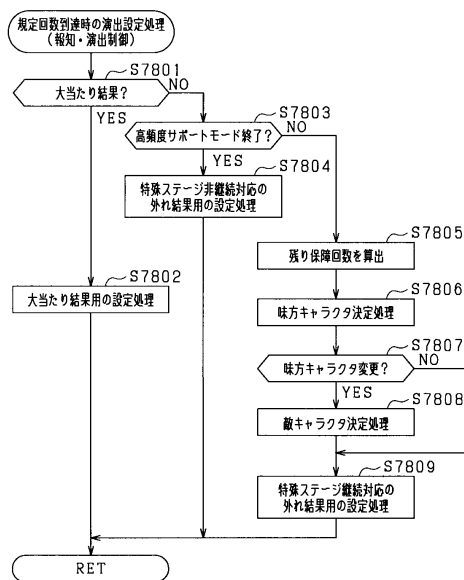 規定回数到達時の演出設定処理
(報知・演出制御)
S7801
大当たり結果?
NO
YES
S7803
高頻度サポートモード終了?
NO
YES
S7804
特殊ステージ非継続対応の
外れ結果用の設定処理
S7805
残り保障回数を算出
S7802
大当たり結果用の設定処理
S7806
味方キャラクタ決定処理
S7807
味方キャラクタ変更?
NO
YES
S7808
敵キャラクタ決定処理
S7809
特殊ステージ継続対応の
外れ結果用の設定処理
RET